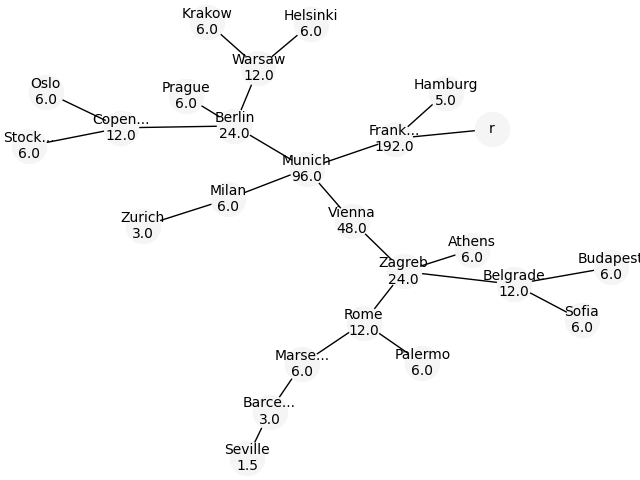 Krakow
6.0
Helsinki
6.0
Warsaw
12.0
Oslo
6.0
Prague
6.0
Hamburg
5.0
Copen...
12.0
Berlin
24.0
Frank...
192.0
r
Stock...
6.0
Munich
96.0
Milan
6.0
Zurich
3.0
Vienna
48.0
Athens
6.0
Zagreb
24.0
Belgrade
12.0
Budapest
6.0
Rome
12.0
Sofia
6.0
Marse...
6.0
Palermo
6.0
Barce...
3.0
Seville
1.5